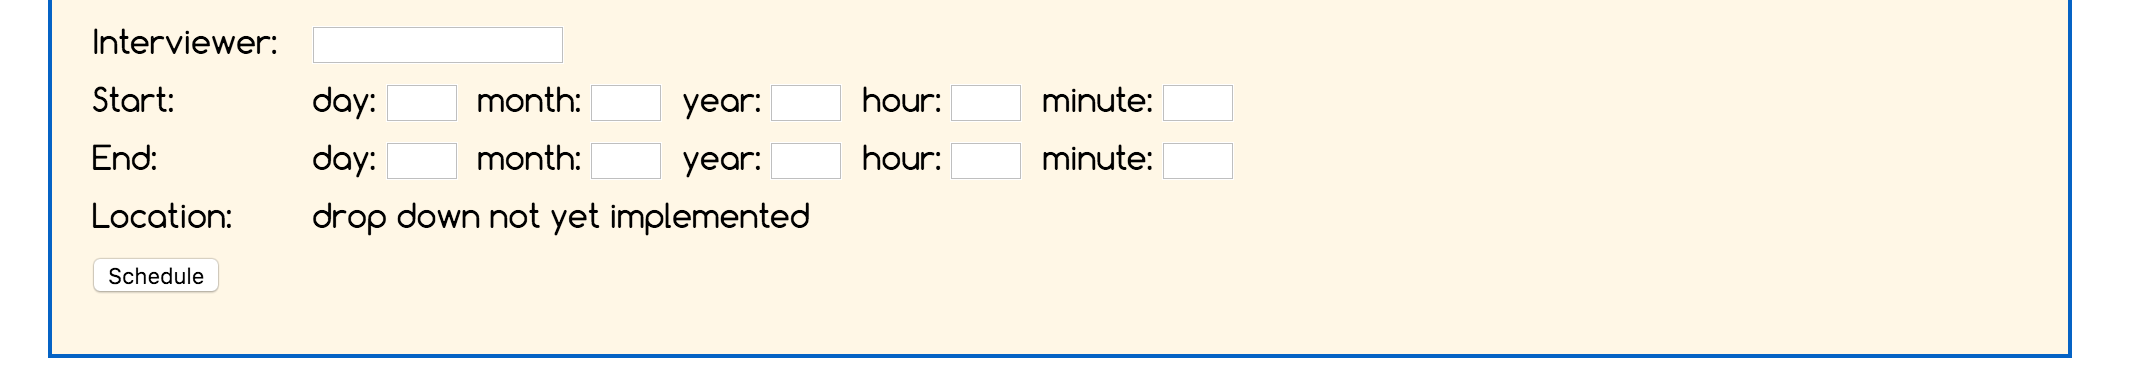 Interviewer:
Start: day: month: year: hour: minute:
End: day: month: year: hour: minute:
Location: drop down not yet implemented
Schedule